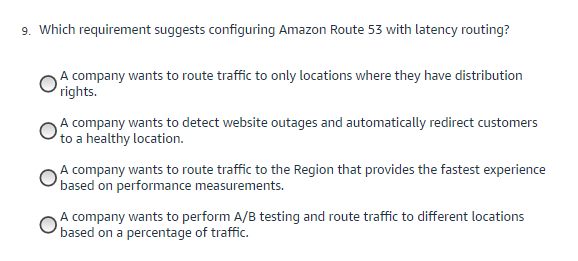 9. Which requirement suggests configuring Amazon Route 53 with latency routing?
A company wants to route traffic to only locations where they have distribution
rights.
A company wants to detect website outages and automatically redirect customers
to a healthy location.
A company wants to route traffic to the Region that provides the fastest experience
based on performance measurements.
A company wants to perform A/B testing and route traffic to different locations
based on a percentage of traffic.